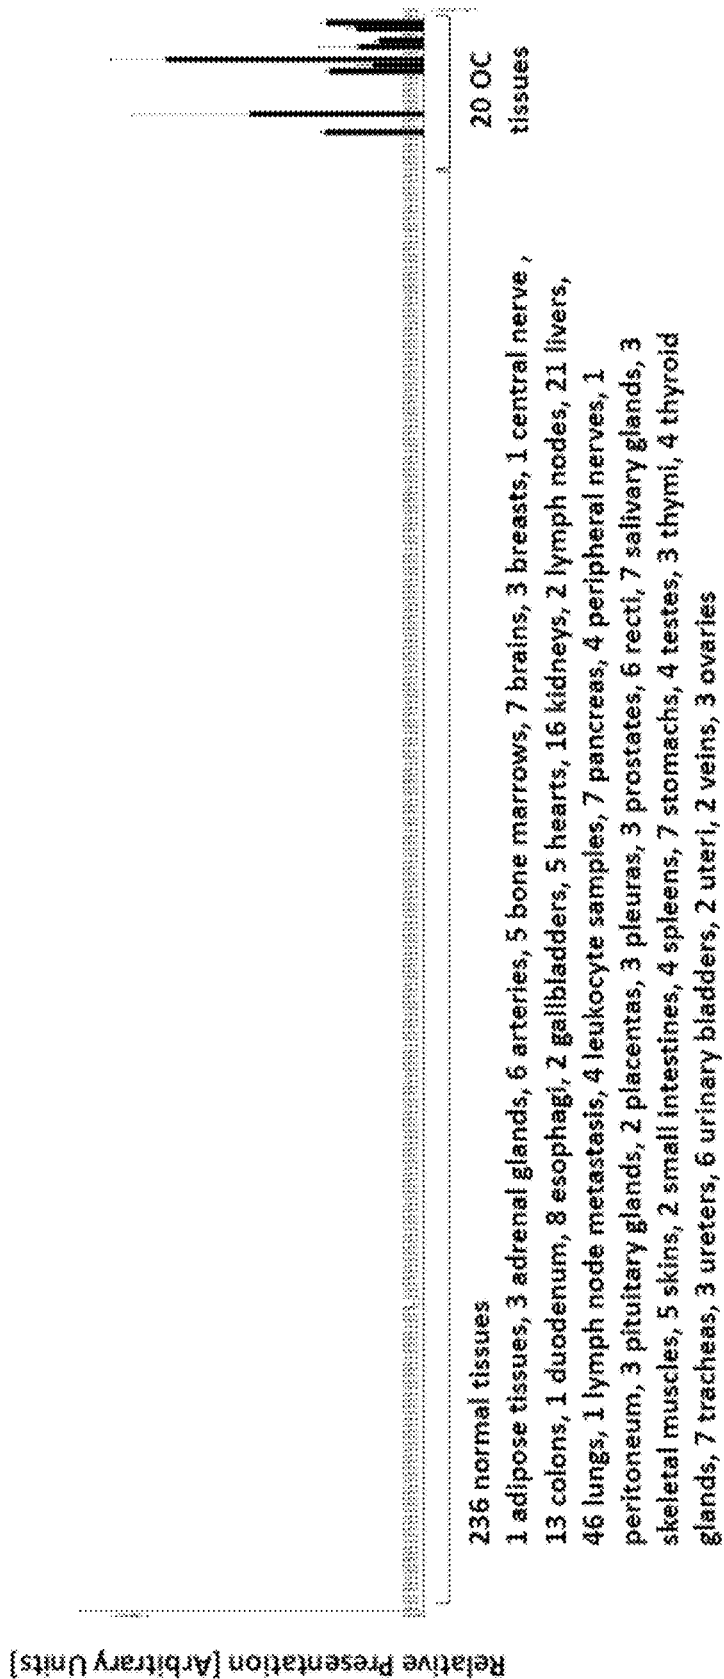 Relative Presentation [Arbitrary Units]
236 normal tissues
20 OC
tissues
1 adipose tissues, 3 adrenal glands, 6 arteries, 5 bone marrows, 7 brains, 3 breasts, 1 central nerve ,
13 colons, 1 duodenum, 8 esophagi, 2 gallbladders, 5 hearts, 16 kidneys, 2 lymph nodes, 21 livers,
46 lungs, 1 lymph node metastasis, 4 leukocyte samples, 7 pancreas, 4 peripheral nerves, 1
peritoneum, 3 pituitary glands, 2 placentas, 3 pleuras, 3 prostates, 6 recti, 7 salivary glands, 3
skeletal muscles, 5 skins, 2 small intestines, 4 spleens, 7 stomachs, 4 testes, 3 thymi, 4 thyroid
glands, 7 tracheas, 3 ureters, 6 urinary bladders, 2 uteri, 2 veins, 3 ovaries